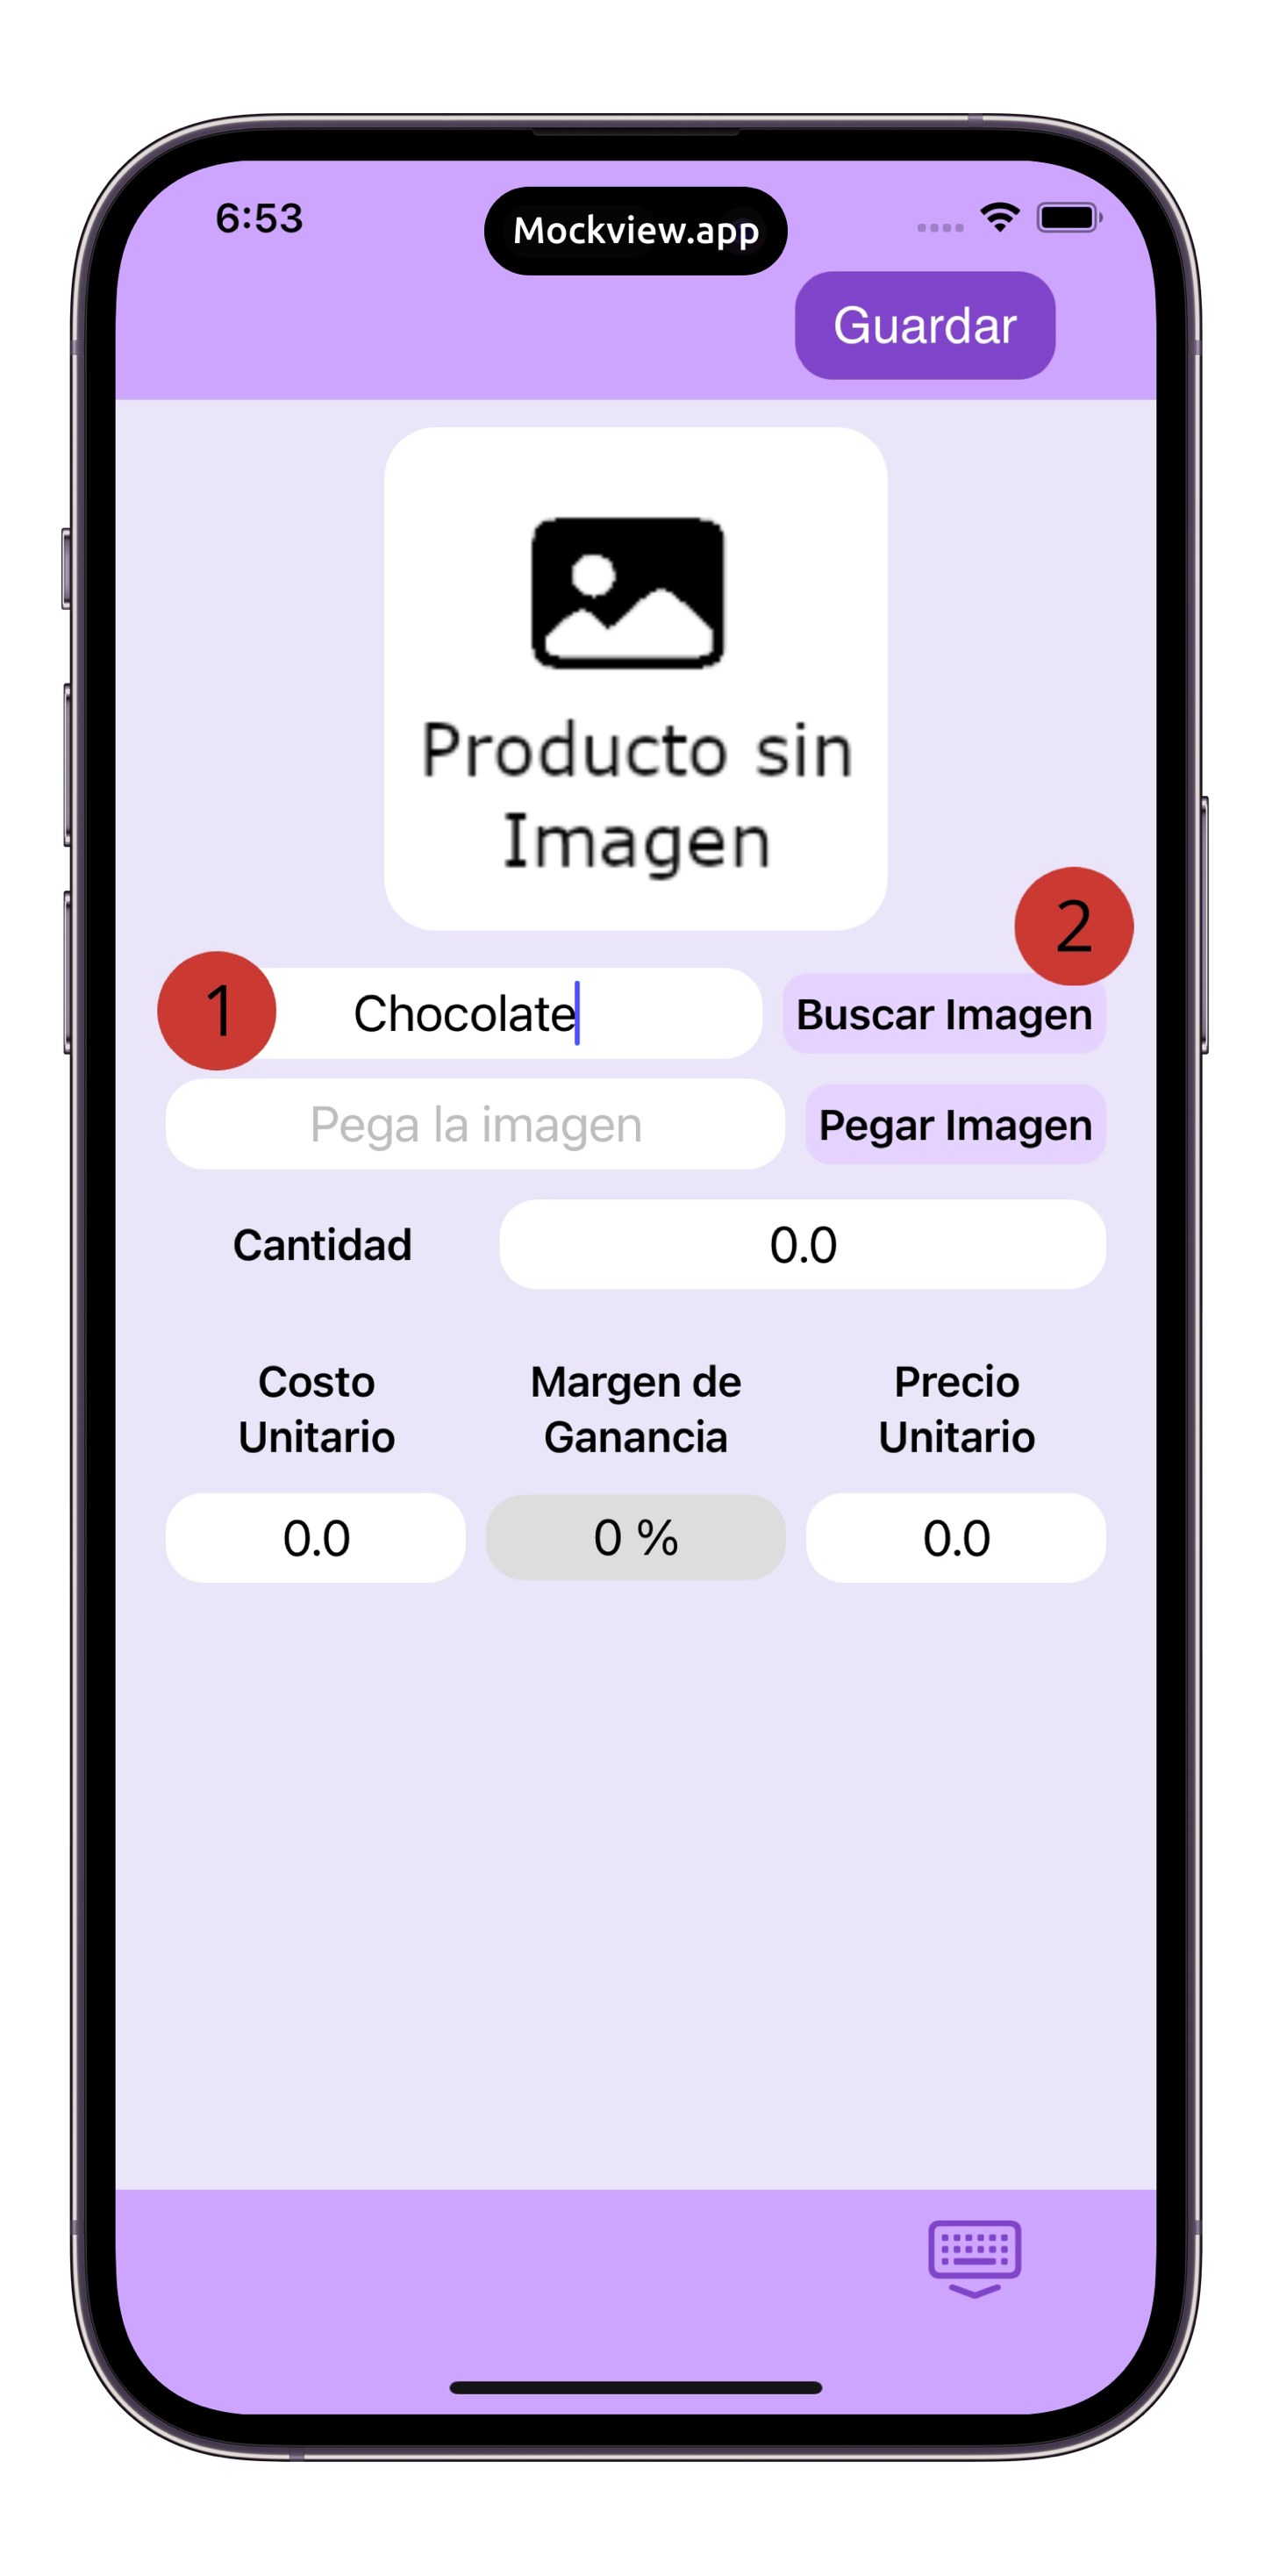 6:53
Mockview.app
Guardar
Producto sin
Imagen
2
1
Chocolate
Buscar Imagen
Pega la imagen
Pegar Imagen
Cantidad
0.0
Costo
Unitario
Margen de
Ganancia
Precio
Unitario
0.0
0 %
0.0